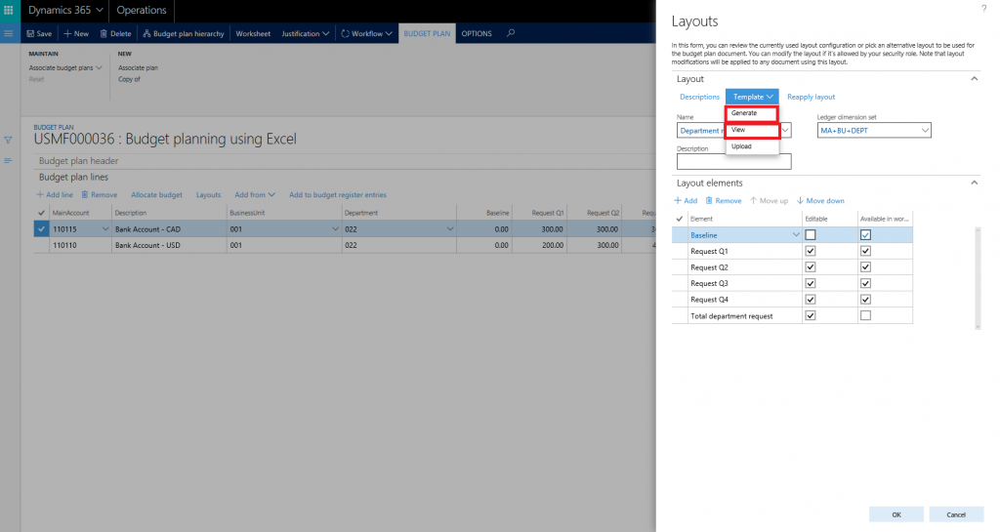 Dynamics 365 Operations
?
Save New Delete Budget plan hierarchy Worksheet Justification Workflow BUDGET PLAN OPTIONS
MAINTAIN NEW
Associate budget plans Associate plan
Reset Copy of
BUDGET PLAN
USMF000036 : Budget planning using Excel
Budget plan header
Budget plan lines
Add line Remove Allocate budget Layouts Add from Add to budget register entries
MainAccount Description BusinessUnit Department Baseline Request Q1 Request Q2
110115 Bank Account - CAD 001 022 0.00 300.00 300.00
110110 Bank Account - USD 001 022 0.00 200.00 300.00
Layouts
In this form, you can review the currently used layout configuration or pick an alternative layout to be used for
the budget plan document. You can modify the layout if it's allowed by your security role. Note that layout
modifications will be applied to any document using this layout.
Layout
Descriptions Template Reapply layout
Generate
View
Upload
Name Ledger dimension set
MA+BU+DEPT
Description
Layout elements
Add Remove Move up Move down
Element Editable Available in wor...
Baseline
Request Q1
Request Q2
Request Q3
Request Q4
Total department request
OK Cancel